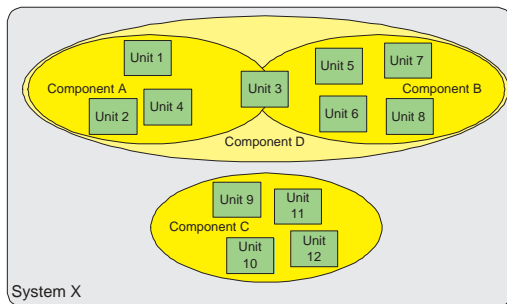 Unit 1
Unit 5
Unit 7
Component A
Unit 3
Component B
Unit 2
Unit 4
Unit 6
Unit 8
Component D
Unit 9
Unit
11
Component C
Unit
10
Unit
12
System X